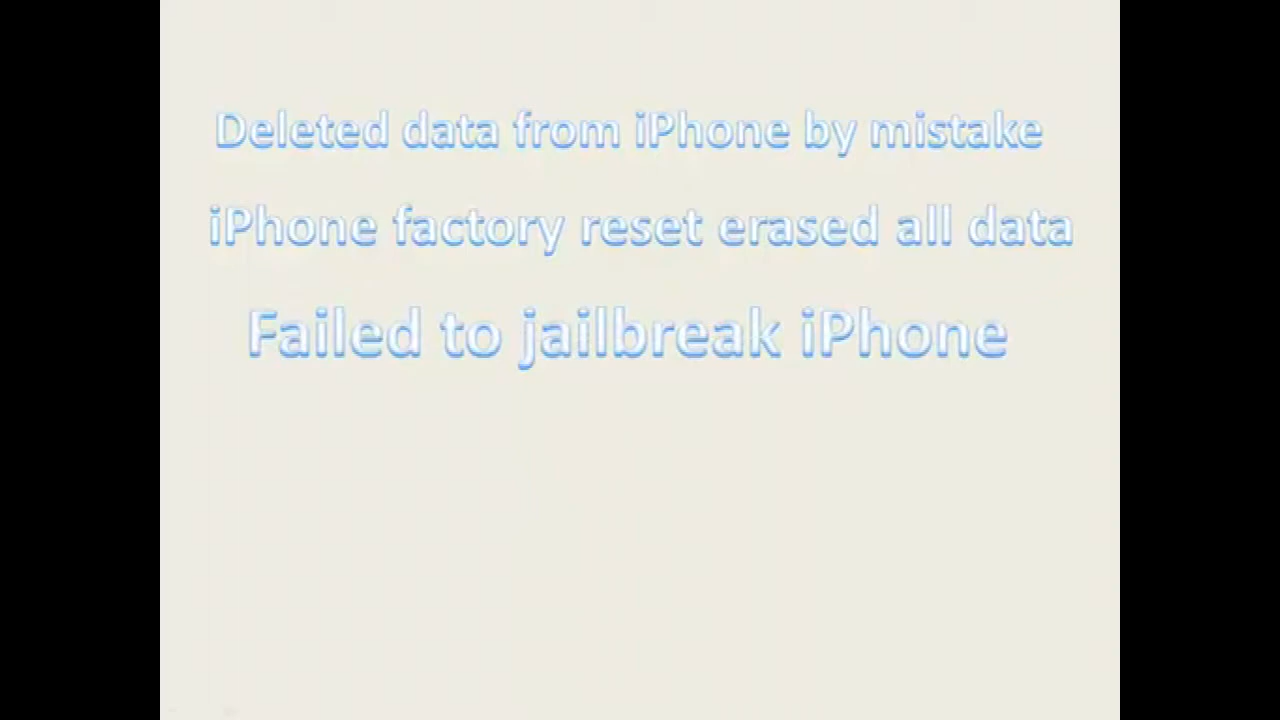 Deleted data from iPhone by mistake
iPhone factory reset erased all data
Failed to jailbreak iPhone